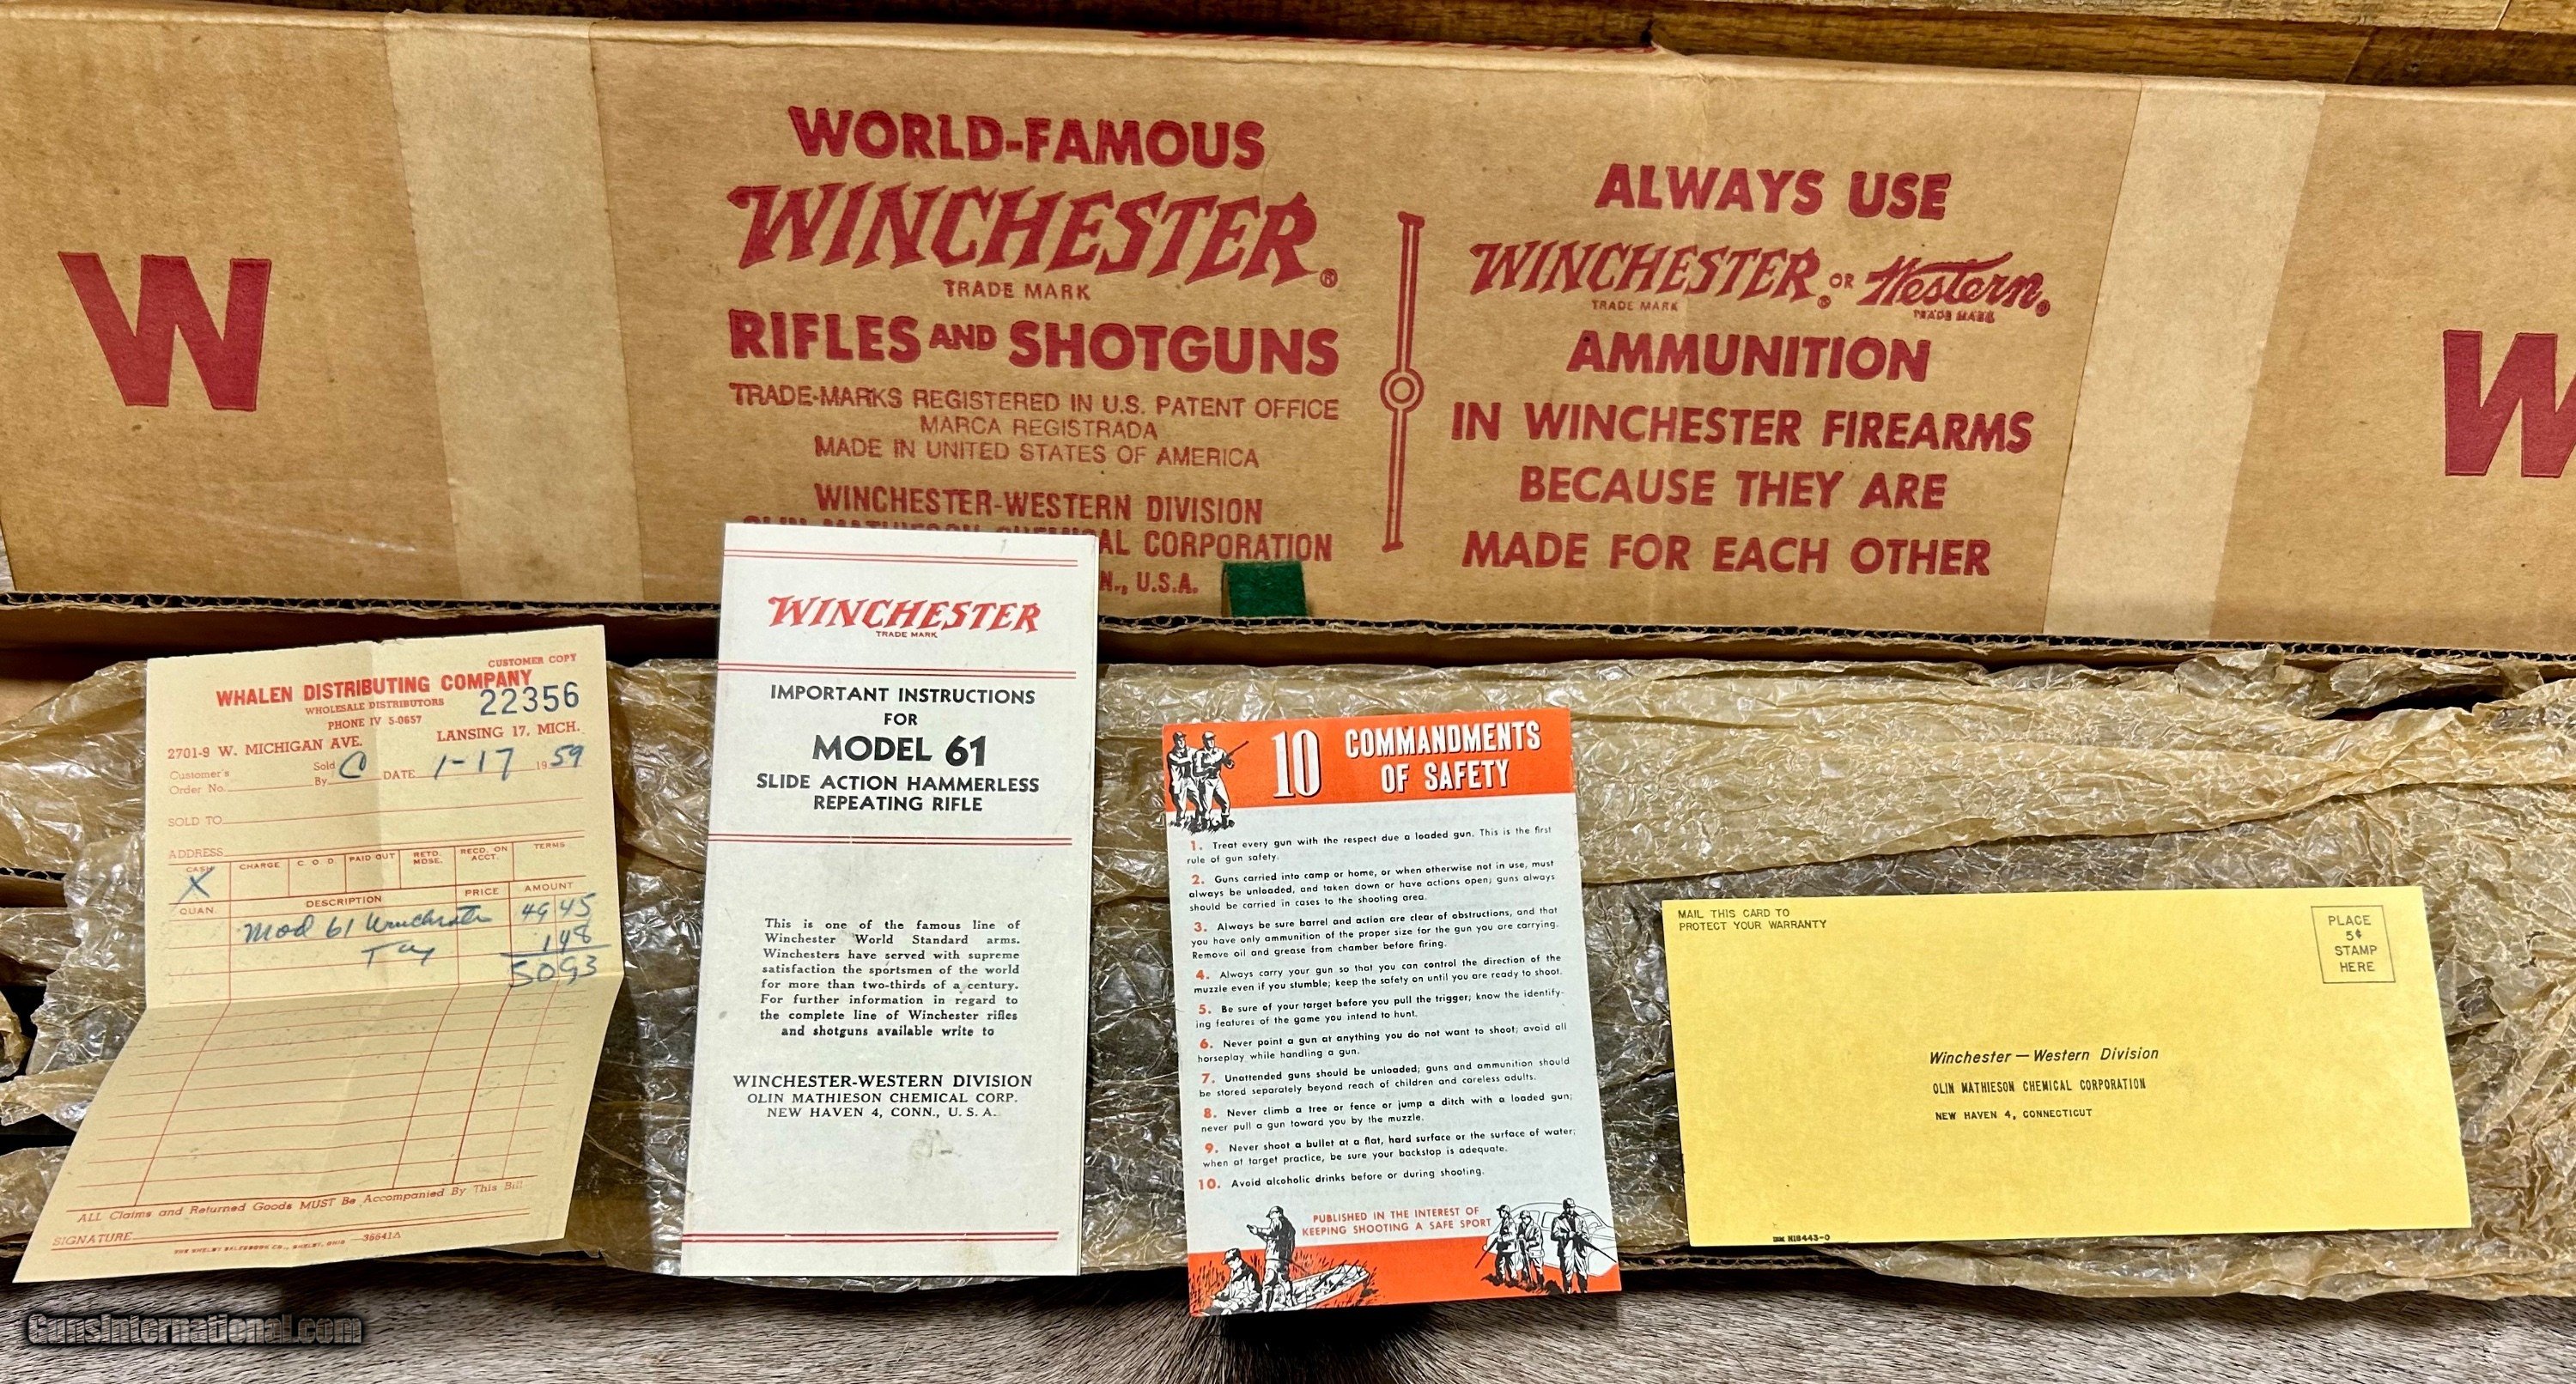 W
WORLD-FAMOUS
WINCHESTER®
TRADE MARK
RIFLES AND SHOTGUNS
TRADE-MARKS REGISTERED IN U.S. PATENT OFFICE
MARCA REGISTRADA
MADE IN UNITED STATES OF AMERICA
WINCHESTER-WESTERN DIVISION
OLIN MATHIESON CHEMICAL CORPORATION
N., U.S.A.
ALWAYS USE
WINCHESTER® OR Western®
TRADE MARK TRADE MARK
AMMUNITION
IN WINCHESTER FIREARMS
BECAUSE THEY ARE
MADE FOR EACH OTHER
W
CUSTOMER COPY
WHALEN DISTRIBUTING COMPANY
WHOLESALE DISTRIBUTORS 22356
PHONE IV 5-0657
2701-9 W. MICHIGAN AVE. LANSING 17, MICH.
Customer's Order No. Sold By C DATE 1-17 1959
SOLD TO
ADDRESS
CASH CHARGE C. O. D. PAID OUT RETD. MDSE. RECD. ON ACCT. TERMS
X
QUAN. DESCRIPTION PRICE AMOUNT
Mod 61 Winchester 49 45
Tax 1 48
50 93
ALL Claims and Returned Goods MUST Be Accompanied By This Bill
SIGNATURE
THE SHELBY SALESBOOK CO., SHELBY, OHIO 36641A
WINCHESTER
TRADE MARK
IMPORTANT INSTRUCTIONS
FOR
MODEL 61
SLIDE ACTION HAMMERLESS
REPEATING RIFLE
This is one of the famous line of
Winchester World Standard arms.
Winchesters have served with supreme
satisfaction the sportsmen of the world
for more than two-thirds of a century.
For further information in regard to
the complete line of Winchester rifles
and shotguns available write to
WINCHESTER-WESTERN DIVISION
OLIN MATHIESON CHEMICAL CORP.
NEW HAVEN 4, CONN., U. S. A.
10 COMMANDMENTS
OF SAFETY
1. Treat every gun with the respect due a loaded gun. This is the first
rule of gun safety.
2. Guns carried into camp or home, or when otherwise not in use, must
always be unloaded, and taken down or have actions open; guns always
should be carried in cases to the shooting area.
3. Always be sure barrel and action are clear of obstructions, and that
you have only ammunition of the proper size for the gun you are carrying.
Remove oil and grease from chamber before firing.
4. Always carry your gun so that you can control the direction of the
muzzle even if you stumble; keep the safety on until you are ready to shoot.
5. Be sure of your target before you pull the trigger; know the identify-
ing features of the game you intend to hunt.
6. Never point a gun at anything you do not want to shoot; avoid all
horseplay while handling a gun.
7. Unattended guns should be unloaded; guns and ammunition should
be stored separately beyond reach of children and careless adults.
8. Never climb a tree or fence or jump a ditch with a loaded gun;
never pull a gun toward you by the muzzle.
9. Never shoot a bullet at a flat, hard surface or the surface of water;
when at target practice, be sure your backstop is adequate.
10. Avoid alcoholic drinks before or during shooting.
PUBLISHED IN THE INTEREST OF
KEEPING SHOOTING A SAFE SPORT
MAIL THIS CARD TO
PROTECT YOUR WARRANTY
PLACE
5¢
STAMP
HERE
Winchester—Western Division
OLIN MATHIESON CHEMICAL CORPORATION
NEW HAVEN 4, CONNECTICUT
N18443-0
GunsInternational.com